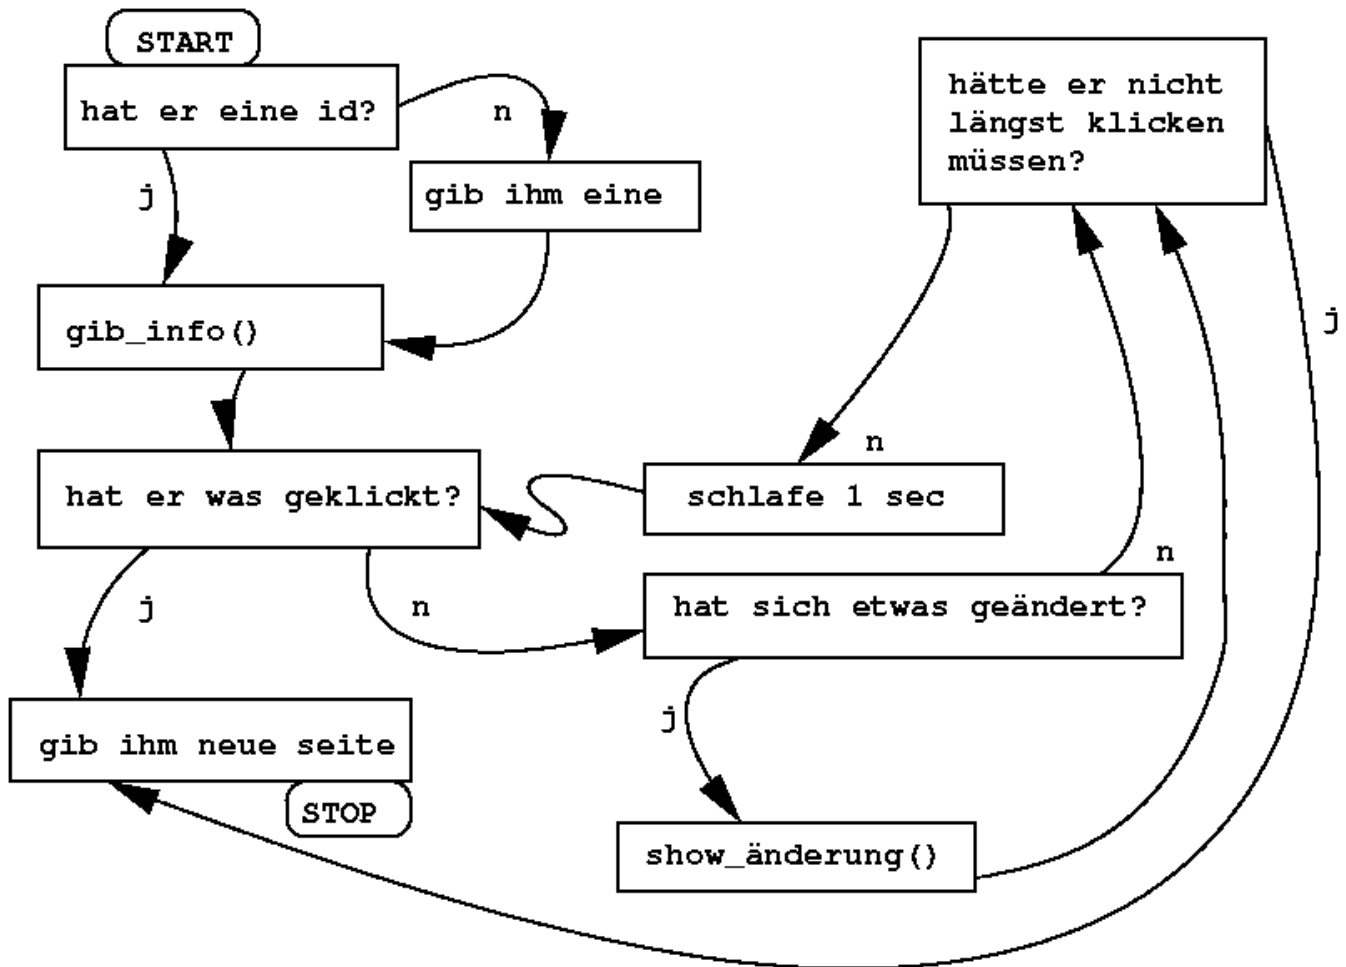 START
hat er eine id?
n
j
gib ihm eine
gib_info()
hat er was geklickt?
j
n
gib ihm neue seite
STOP
hätte er nicht
längst klicken
müssen?
j
n
schlafe 1 sec
n
hat sich etwas geändert?
j
show_änderung()